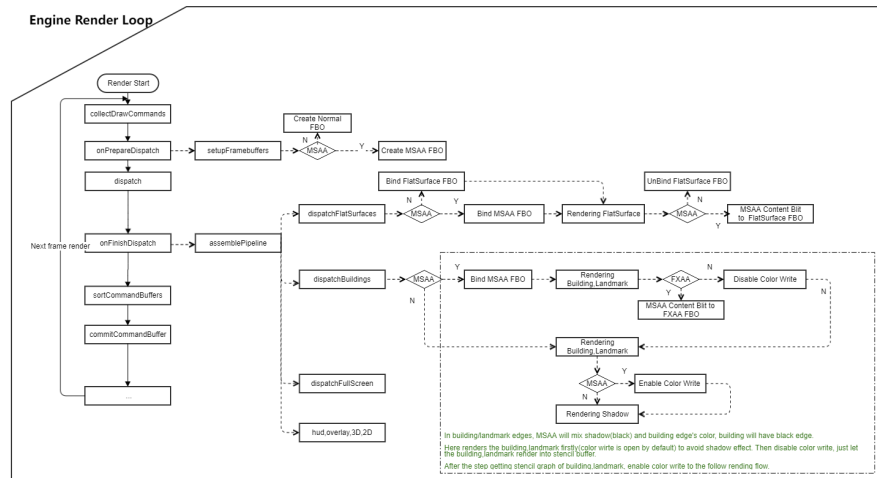 Engine Render Loop
Render Start
collectDrawCommands
onPrepareDispatch
setupFramebuffers
MSAA
N
Create Normal
FBO
Y
Create MSAA FBO
dispatch
onFinishDispatch
Next frame render
assemblePipeline
sortCommandBuffers
commitCommandBuffer
...
dispatchFlatSurfaces
MSAA
N
Bind FlatSurface FBO
Y
Bind MSAA FBO
Rendering FlatSurface
MSAA
N
UnBind FlatSurface FBO
Y
MSAA Content Blit
to FlatSurface FBO
dispatchBuildings
MSAA
Y
N
Bind MSAA FBO
Rendering
Building,Landmark
FXAA
N
Disable Color Write
N
Y
MSAA Content Blit to
FXAA FBO
Rendering
Building,Landmark
MSAA
Y
Enable Color Write
N
Rendering Shadow
dispatchFullScreen
hud,overlay,3D,2D
In building/landmark edges, MSAA will mix shadow(black) and building edge's color, building will have black edge.
Here renders the building,landmark firstly(color wirte is open by default) to avoid shadow effect. Then disable color write, just let
the building,landmark render into stencil buffer.
After the step getting stencil graph of building,landmark, enable color write to the follow rending flow.